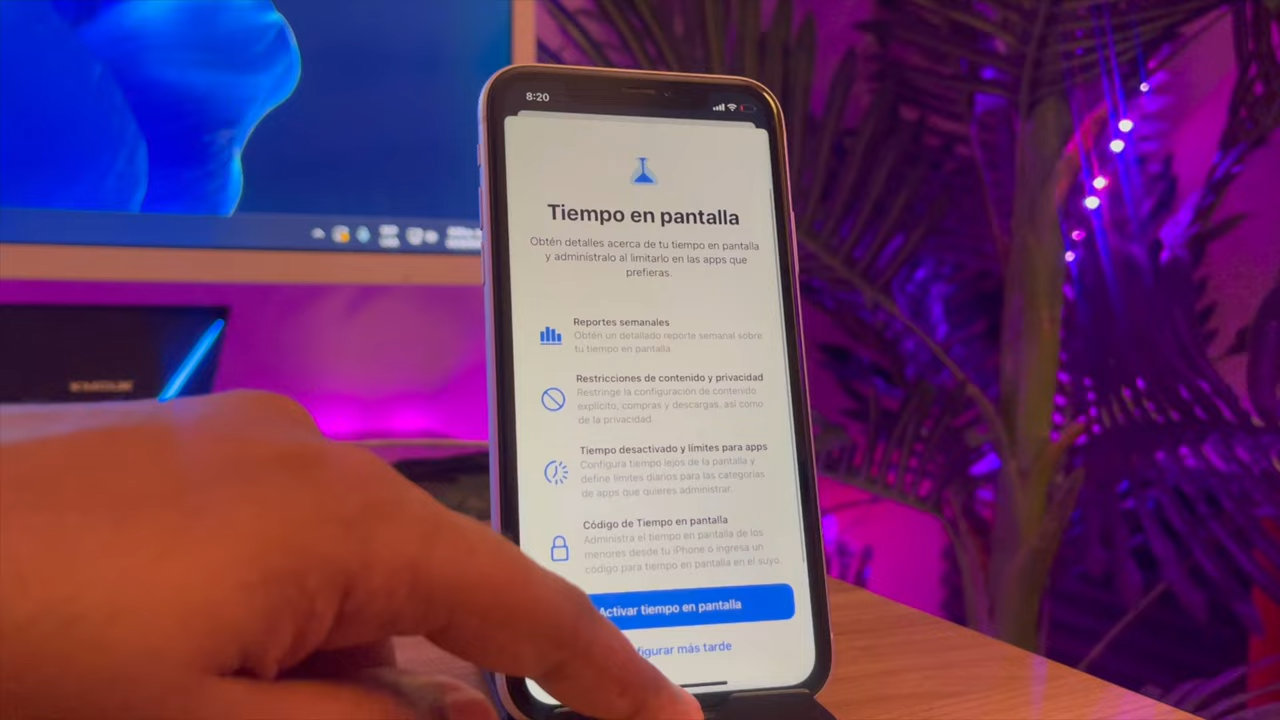 8:20
Tiempo en pantalla
Obtén detalles acerca de tu tiempo en pantalla
y adminístralo al limitarlo en las apps que
prefieras.
Reportes semanales
Obtén un detallado reporte semanal sobre
tu tiempo en pantalla
Restricciones de contenido y privacidad
Restringe la configuración de contenido
explícito, compras y descargas, así como
de la privacidad.
Tiempo desactivado y límites para apps
Configura tiempo lejos de la pantalla y
define límites diarios para las categorías
de apps que quieres administrar.
Código de Tiempo en pantalla
Administra el tiempo en pantalla de los
menores desde tu iPhone o ingresa un
código para tiempo en pantalla en el suyo.
Activar tiempo en pantalla
figurar más tarde